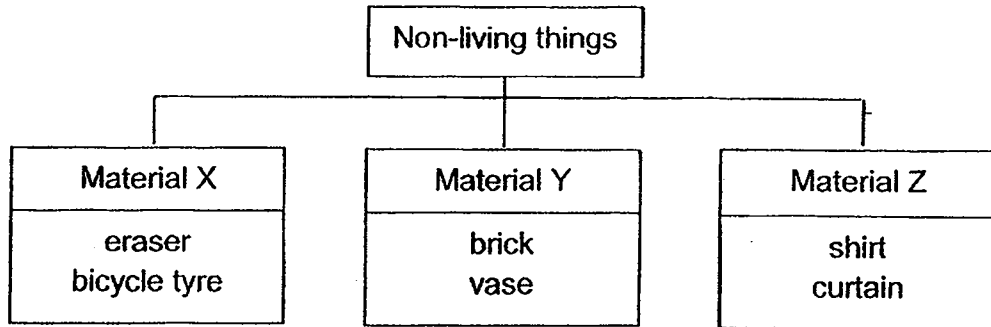 Non-living things
Material X
eraser
bicycle tyre
Material Y
brick
vase
Material Z
shirt
curtain